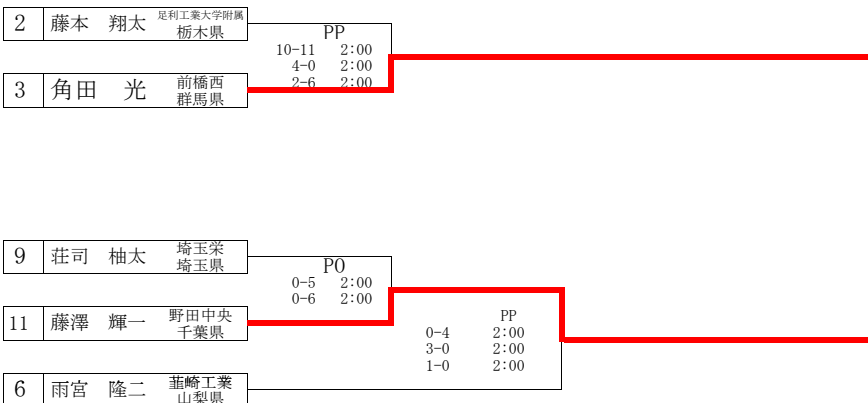 2 藤本 翔太 足利工業大学附属
栃木県
PP
10-11 2:00
4-0 2:00
2-6 2:00
3 角田 光 前橋西
群馬県
9 荘司 柚太 埼玉栄
埼玉県
PO
0-5 2:00
0-6 2:00
11 藤澤 輝一 野田中央
千葉県
PP
0-4 2:00
3-0 2:00
1-0 2:00
6 雨宮 隆二 韮崎工業
山梨県